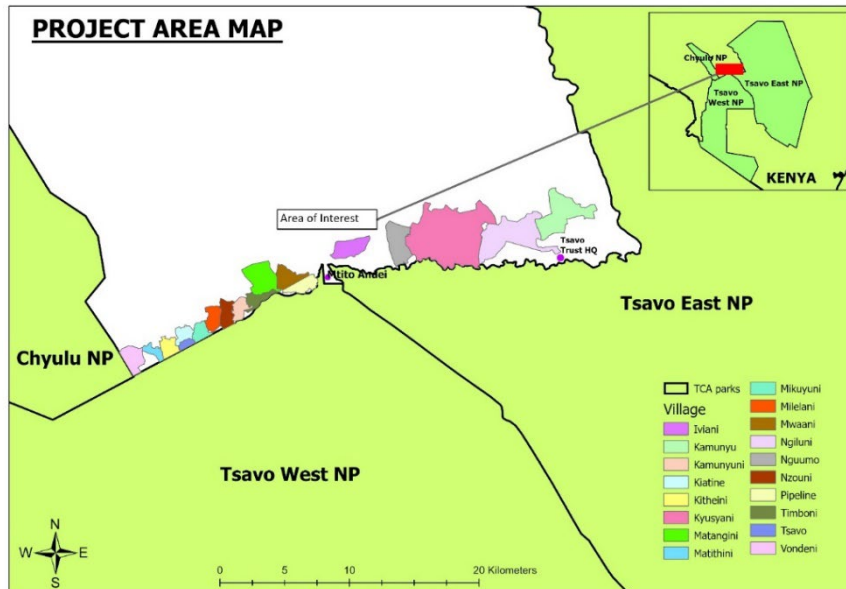 PROJECT AREA MAP
Chyulu NP
Tsavo East NP
Tsavo
West NP
KENYA
Area of Interest
Tsavo
Trust HQ
Mtito Andei
Tsavo East NP
Chyulu NP
Tsavo West NP
TCA parks
Village
Iviani
Kamunyu
Kamunyuni
Kiatine
Kitheini
Kyusyani
Matangini
Matithini
Mikuyuni
Milelani
Mwaani
Ngiluni
Nguumo
Nzouni
Pipeline
Timboni
Tsavo
Vondeni
N
W E
S
0 5 10 20 Kilometers